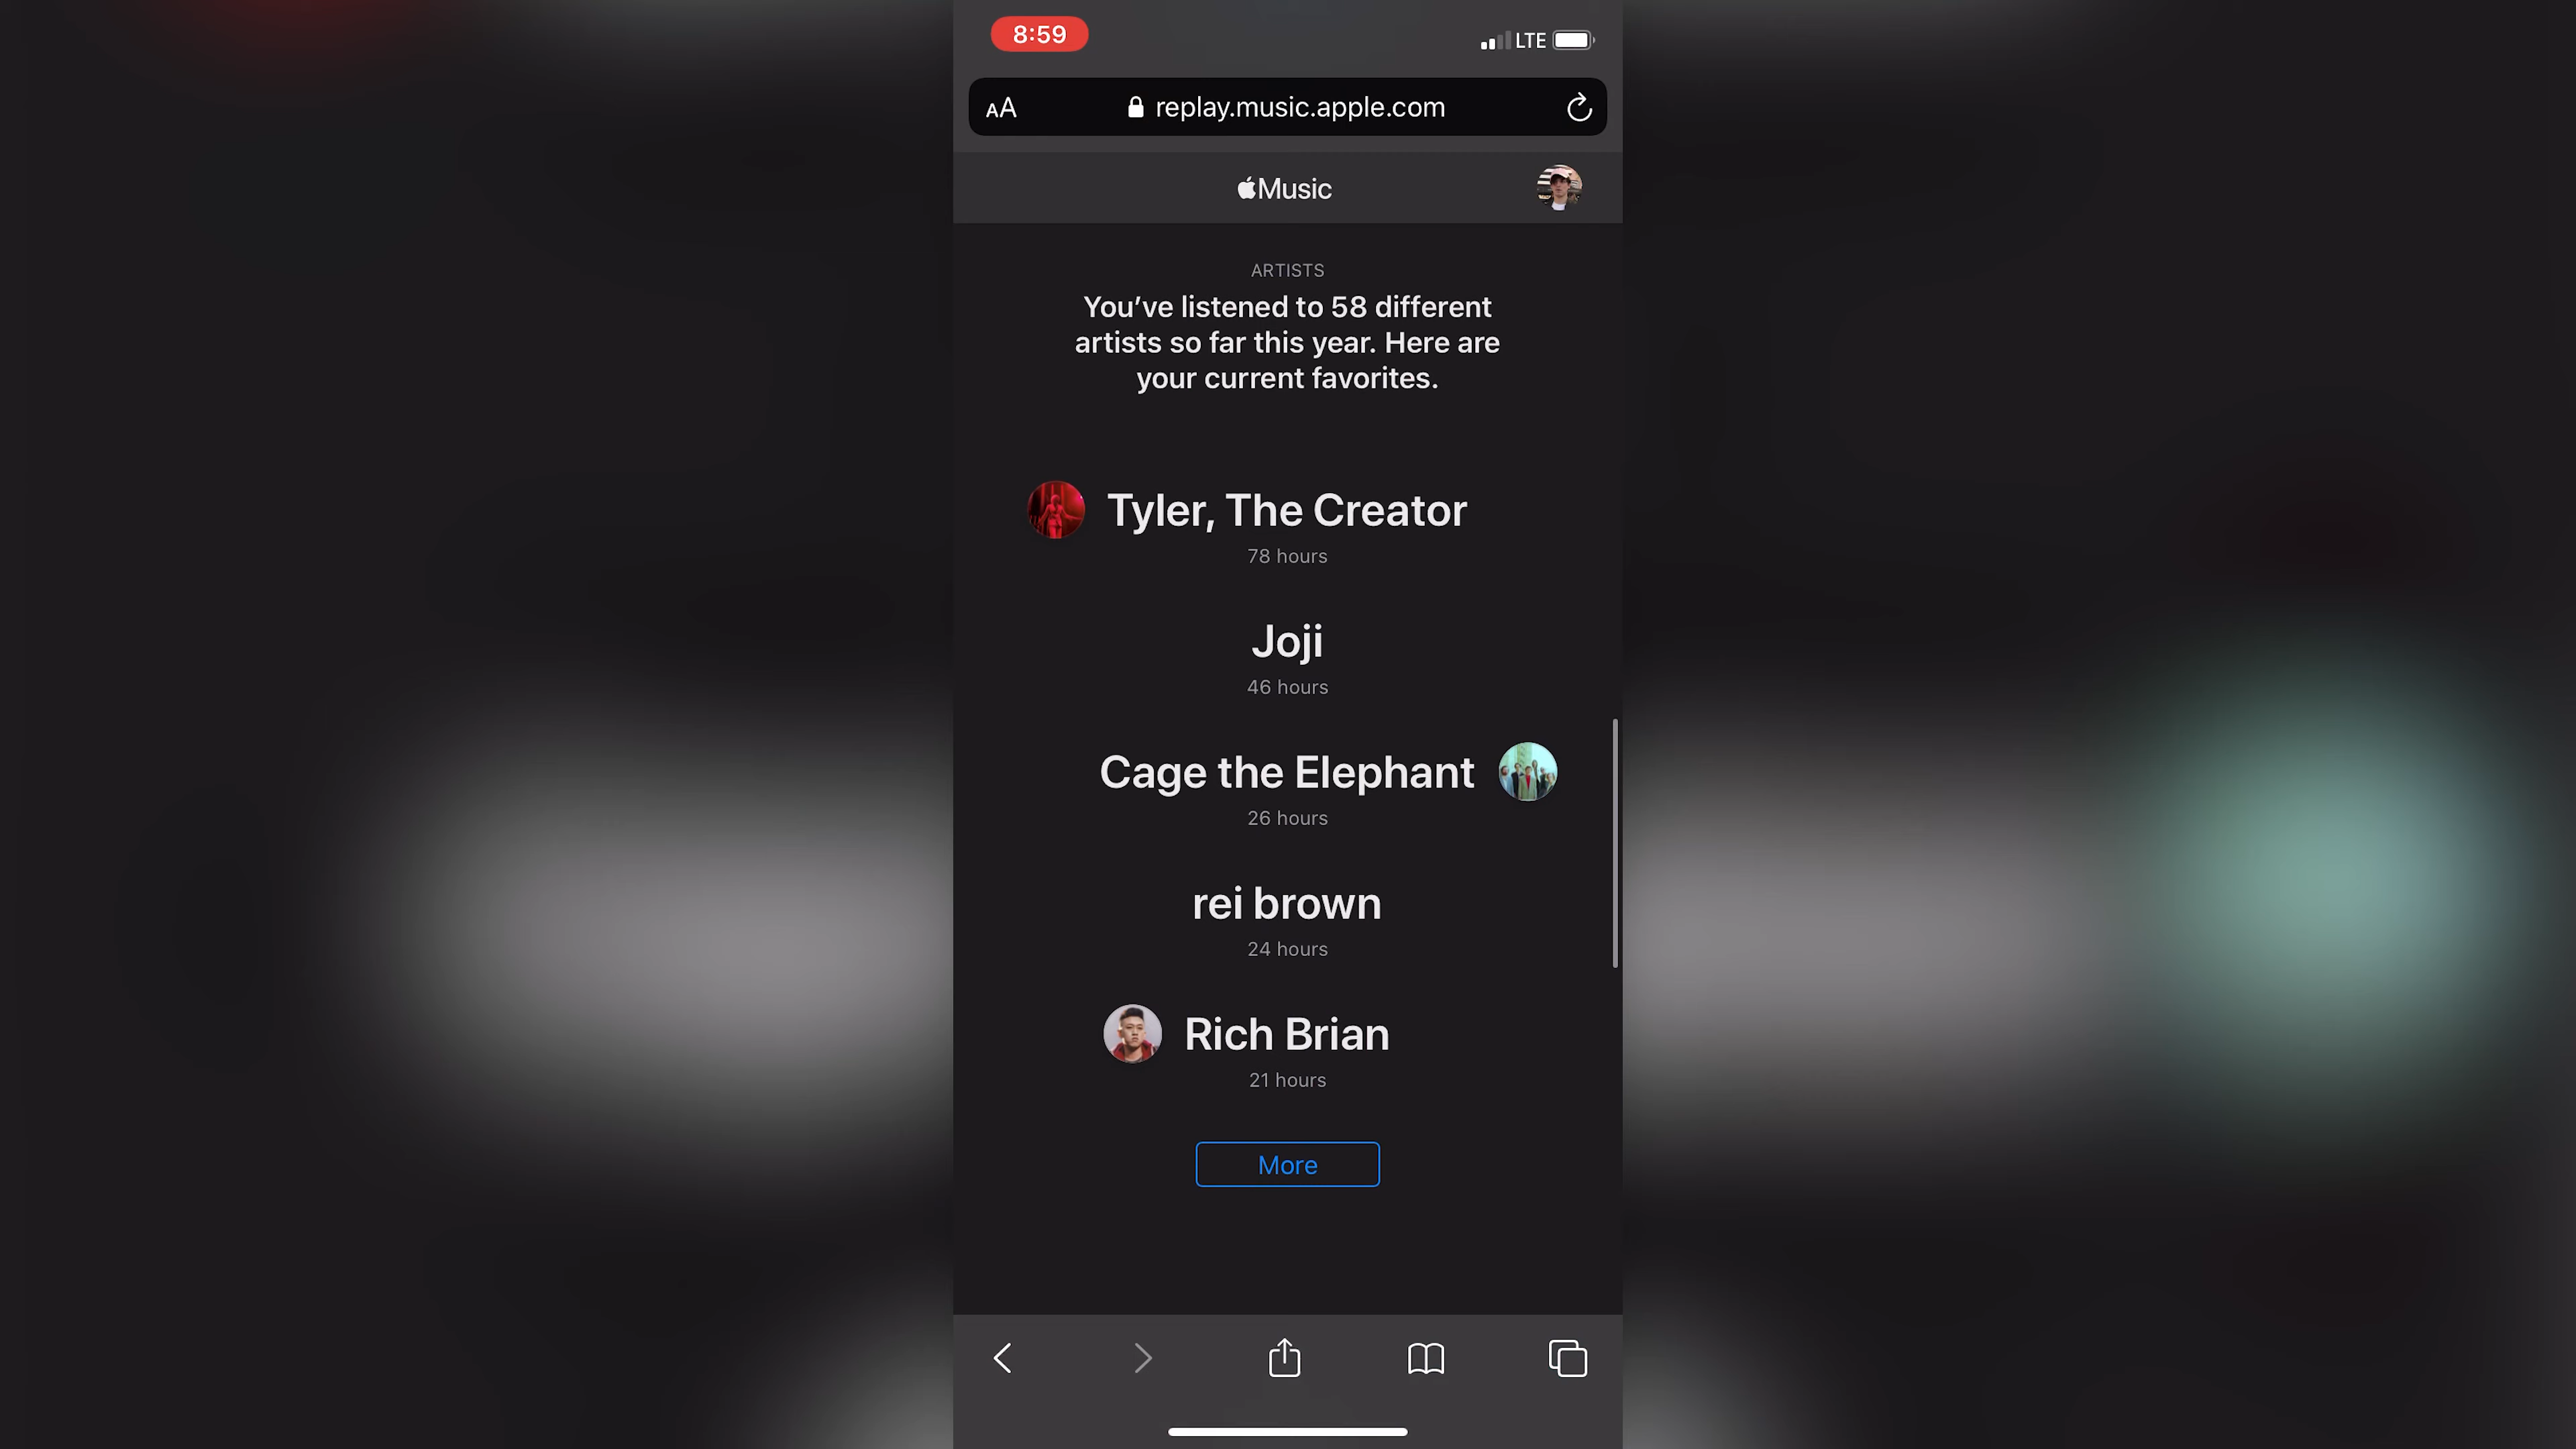 8:59
LTE
AA
replay.music.apple.com
Music
ARTISTS
You’ve listened to 58 different
artists so far this year. Here are
your current favorites.
Tyler, The Creator
78 hours
Joji
46 hours
Cage the Elephant
26 hours
rei brown
24 hours
Rich Brian
21 hours
More